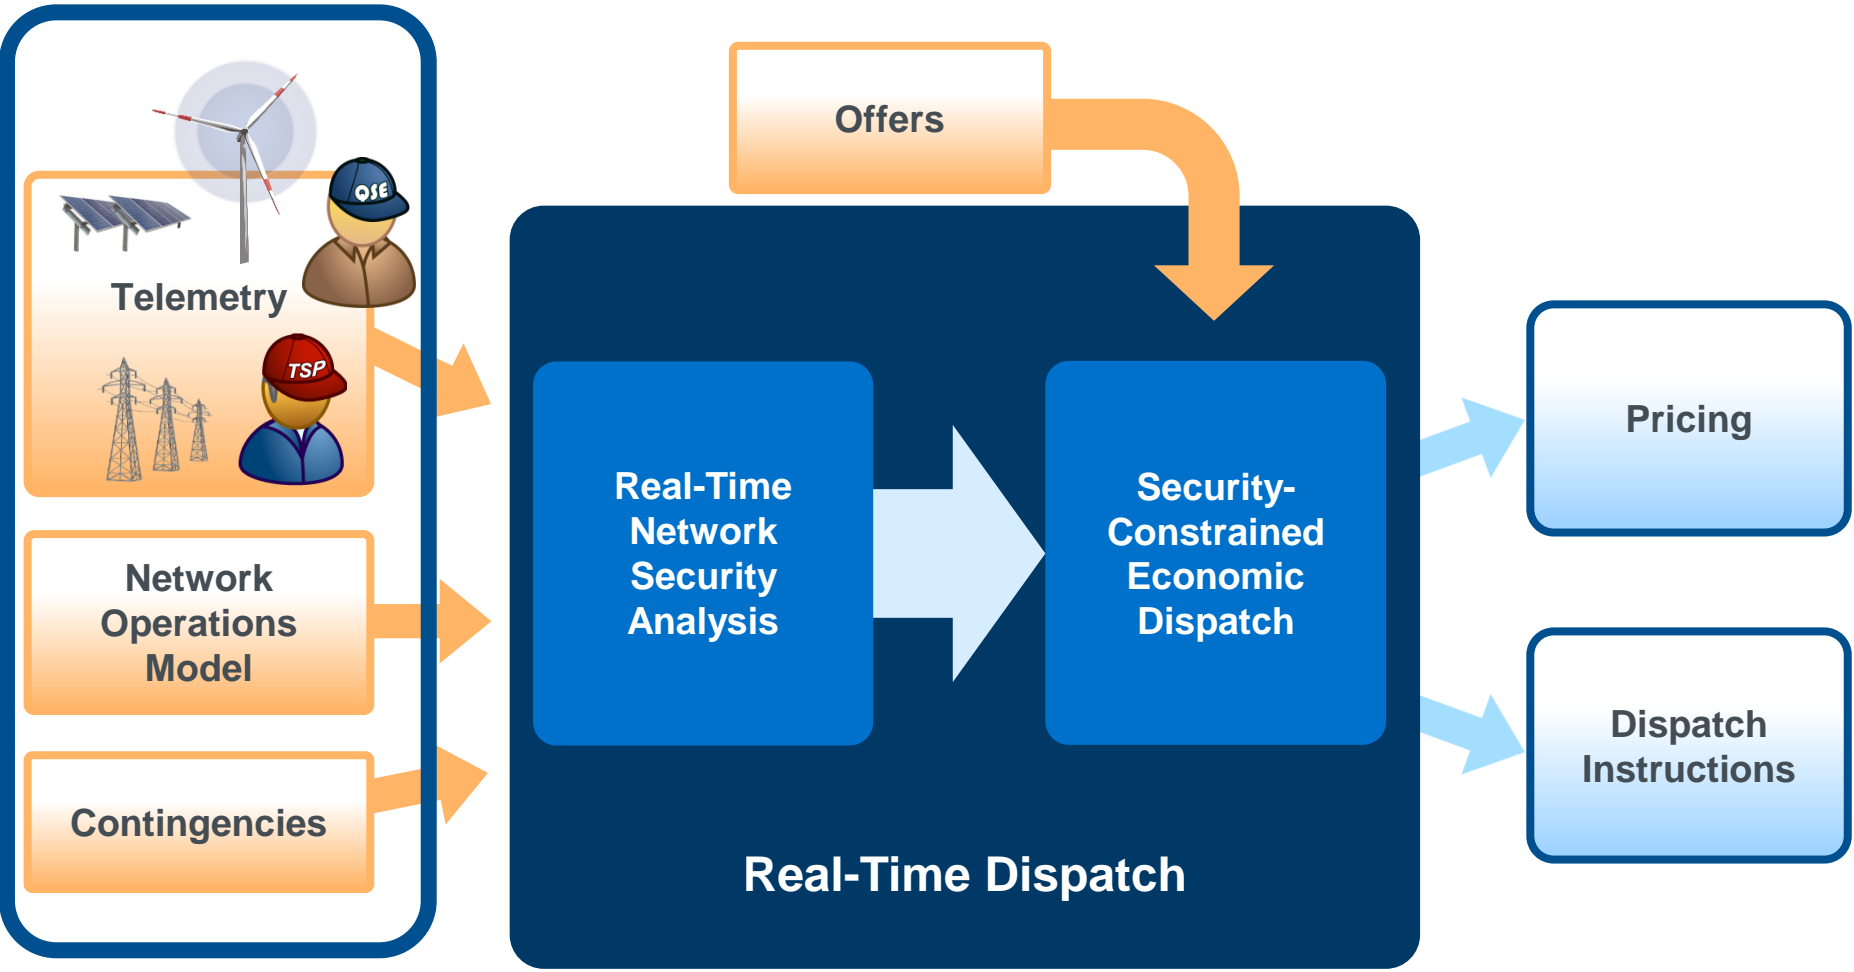 Offers
QSE
Telemetry
TSP
Network
Operations
Model
Contingencies
Real-Time
Network
Security
Analysis
Security-
Constrained
Economic
Dispatch
Real-Time Dispatch
Pricing
Dispatch
Instructions